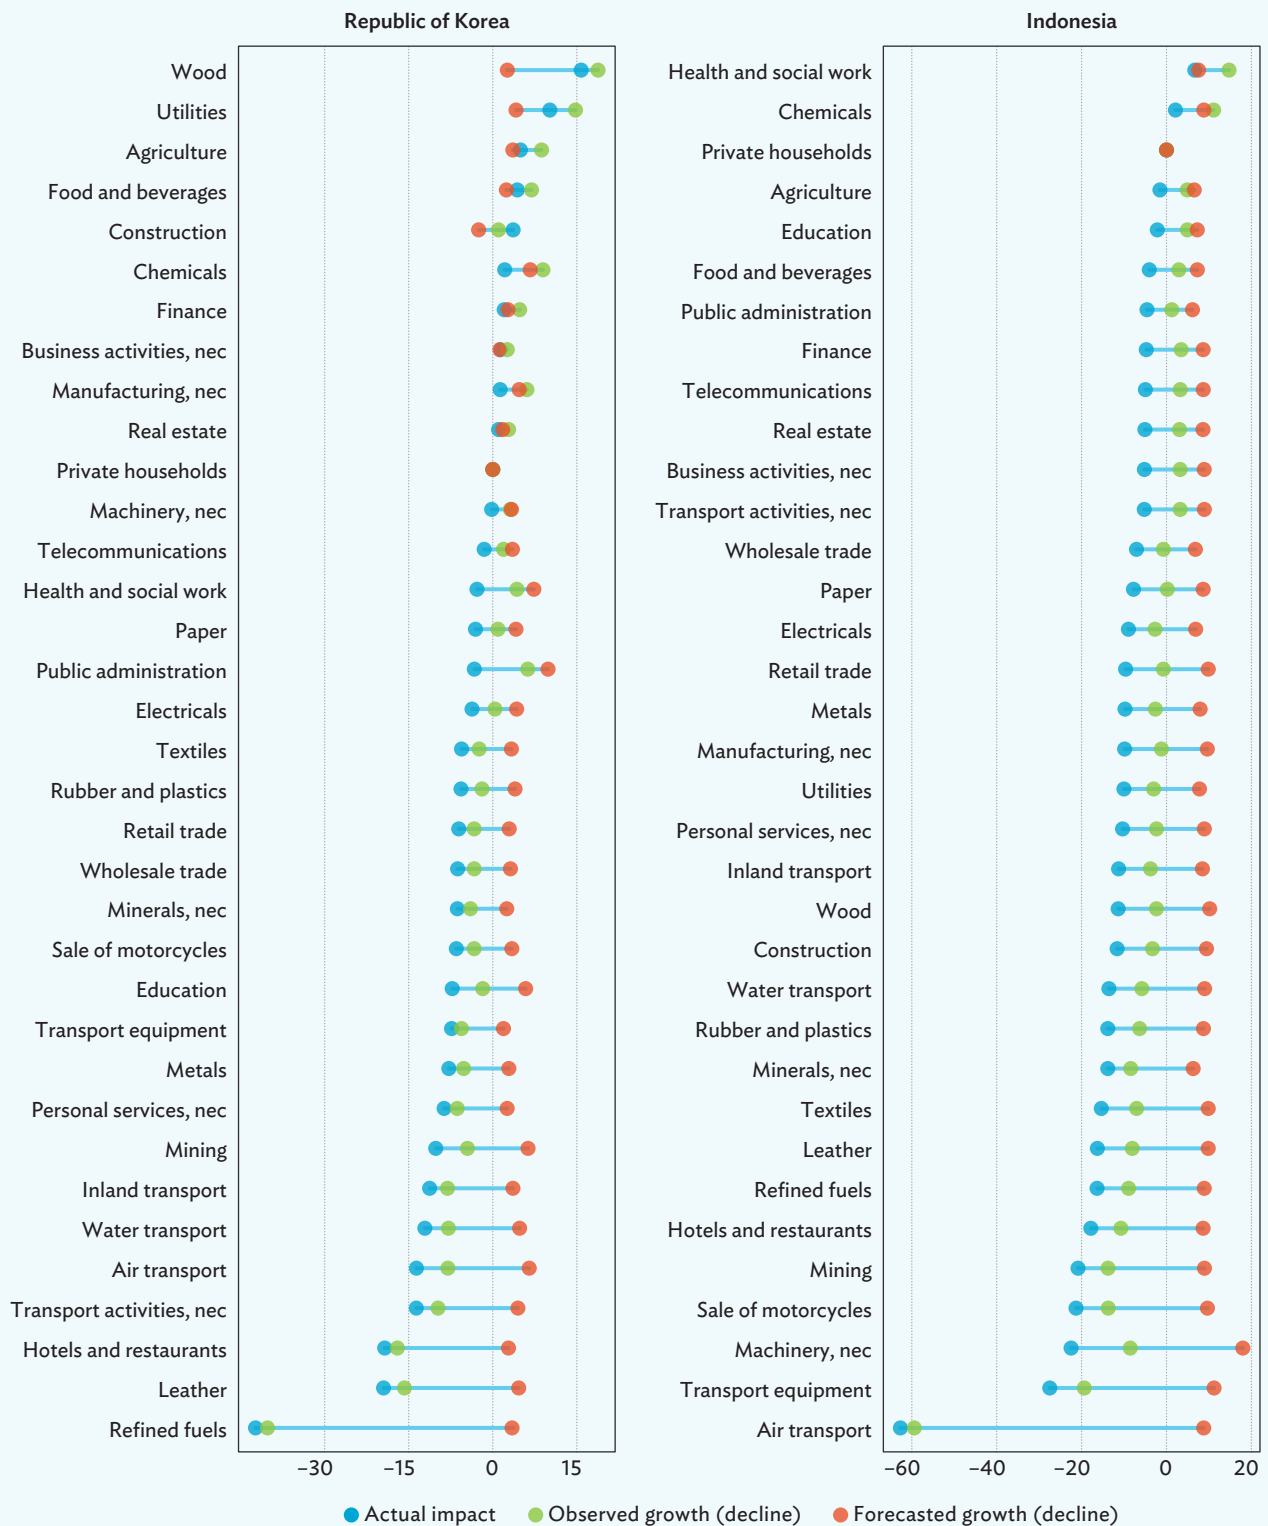 Republic of Korea
Wood
Utilities
Agriculture
Food and beverages
Construction
Chemicals
Finance
Business activities, nec
Manufacturing, nec
Real estate
Private households
Machinery, nec
Telecommunications
Health and social work
Paper
Public administration
Electricals
Textiles
Rubber and plastics
Retail trade
Wholesale trade
Minerals, nec
Sale of motorcycles
Education
Transport equipment
Metals
Personal services, nec
Mining
Inland transport
Water transport
Air transport
Transport activities, nec
Hotels and restaurants
Leather
Refined fuels
–30 –15 0 15
Indonesia
Health and social work
Chemicals
Private households
Agriculture
Education
Food and beverages
Public administration
Finance
Telecommunications
Real estate
Business activities, nec
Transport activities, nec
Wholesale trade
Paper
Electricals
Retail trade
Metals
Manufacturing, nec
Utilities
Personal services, nec
Inland transport
Wood
Construction
Water transport
Rubber and plastics
Minerals, nec
Textiles
Leather
Refined fuels
Hotels and restaurants
Mining
Sale of motorcycles
Machinery, nec
Transport equipment
Air transport
–60 –40 –20 0 20
Actual impact Observed growth (decline) Forecasted growth (decline)